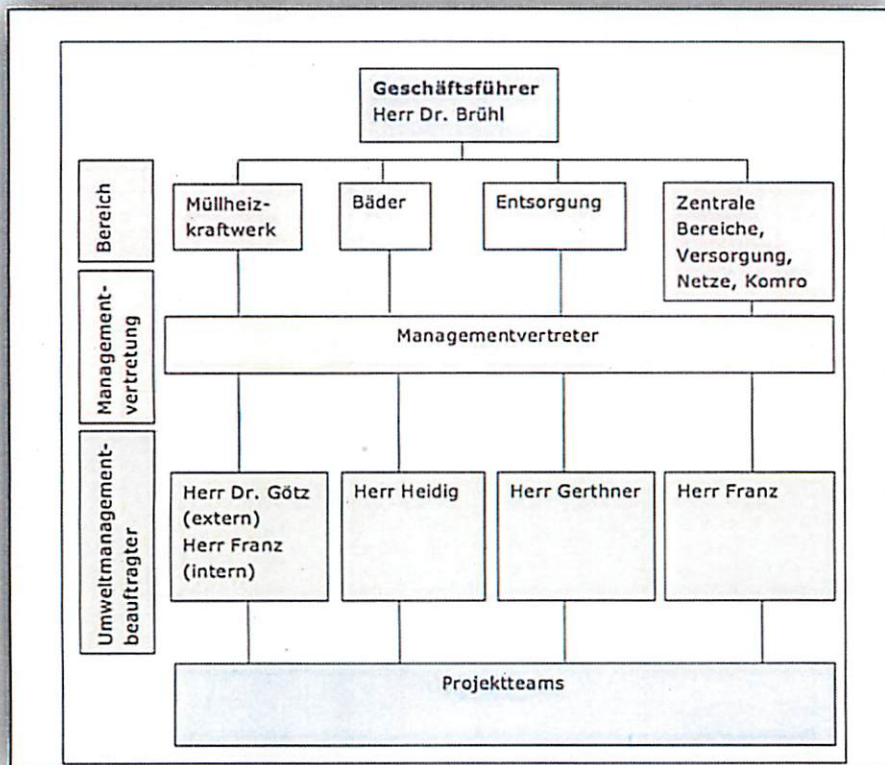 Geschäftsführer
Herr Dr. Brühl
Bereich
Müllheiz-
kraftwerk
Bäder
Entsorgung
Zentrale
Bereiche,
Versorgung,
Netze, Komro
Management-
vertretung
Managementvertreter
Umweltmanagement-
beauftragter
Herr Dr. Götz
(extern)
Herr Franz
(intern)
Herr Heidig
Herr Gerthner
Herr Franz
Projektteams